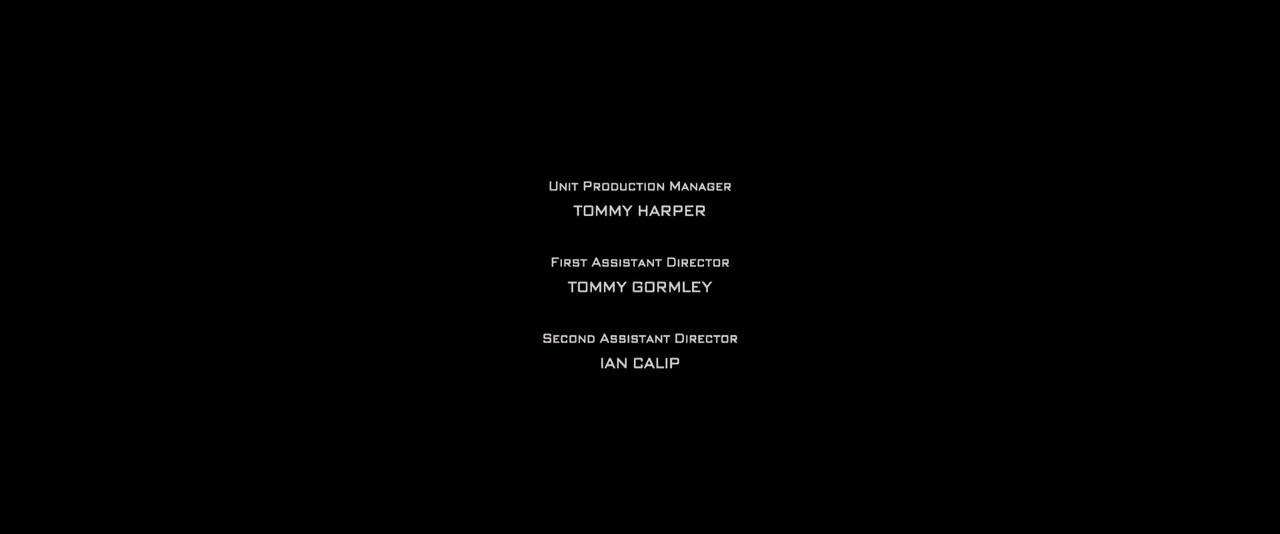 Unit Production Manager
TOMMY HARPER
First Assistant Director
TOMMY GORMLEY
Second Assistant Director
IAN CALIP